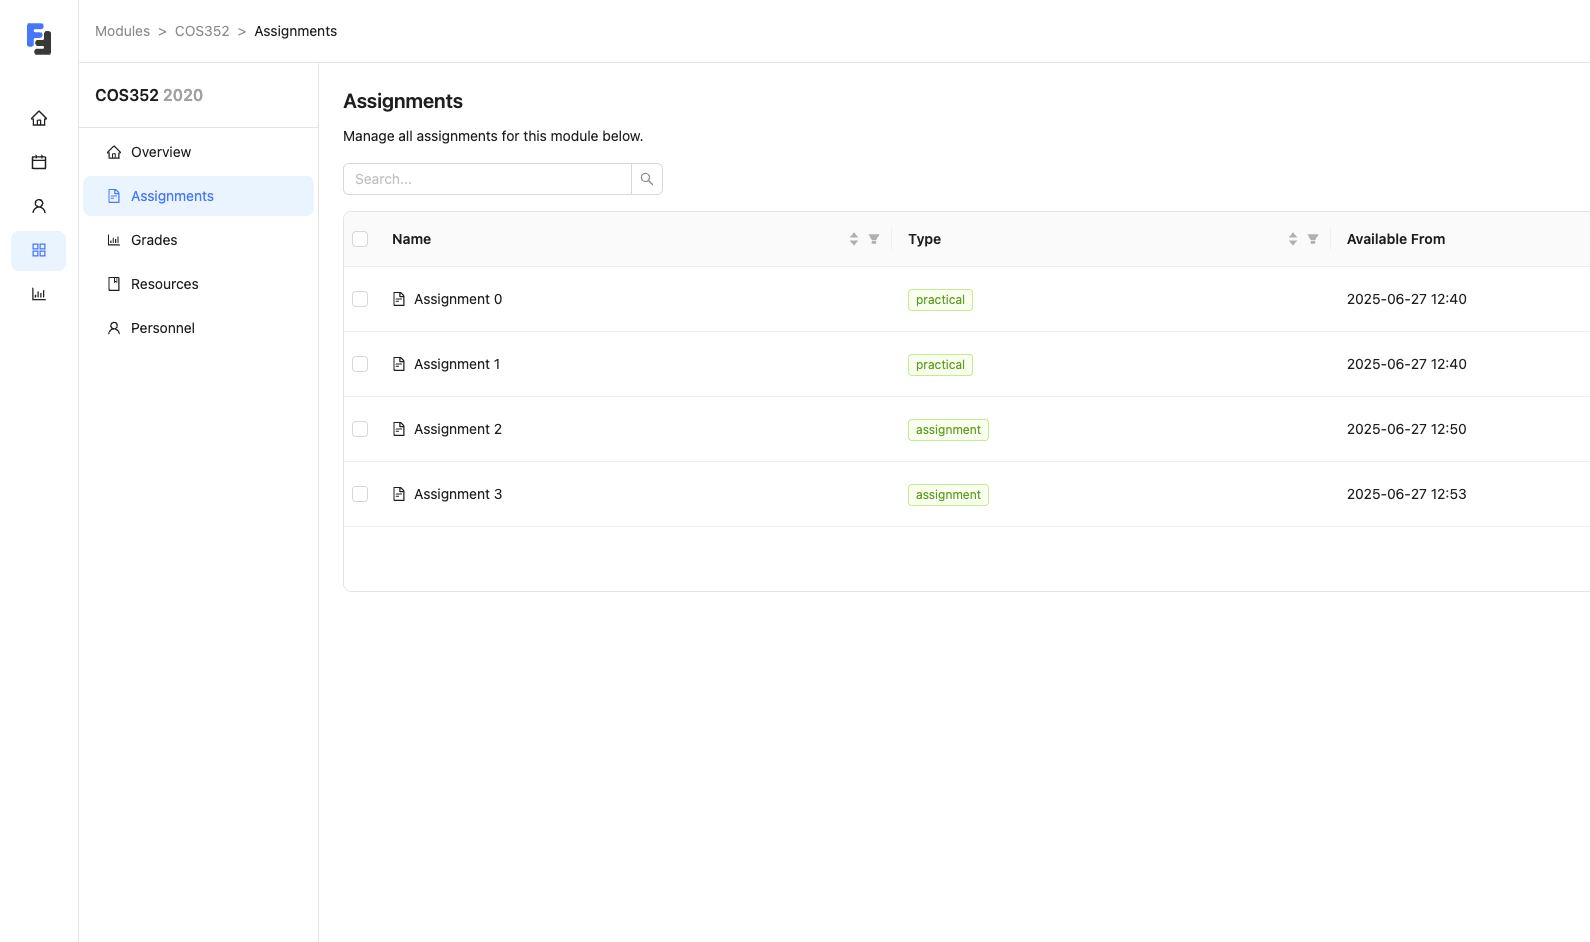 Modules > COS352 > Assignments
COS352 2020
Overview
Assignments
Grades
Resources
Personnel
Assignments
Manage all assignments for this module below.
Search...
Name Type Available From
Assignment 0 practical 2025-06-27 12:40
Assignment 1 practical 2025-06-27 12:40
Assignment 2 assignment 2025-06-27 12:50
Assignment 3 assignment 2025-06-27 12:53